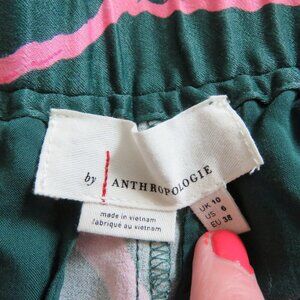 by ANTHROPOLOGIE
made in vietnam
fabriqué au vietnam
UK 10
US 6
EU 38